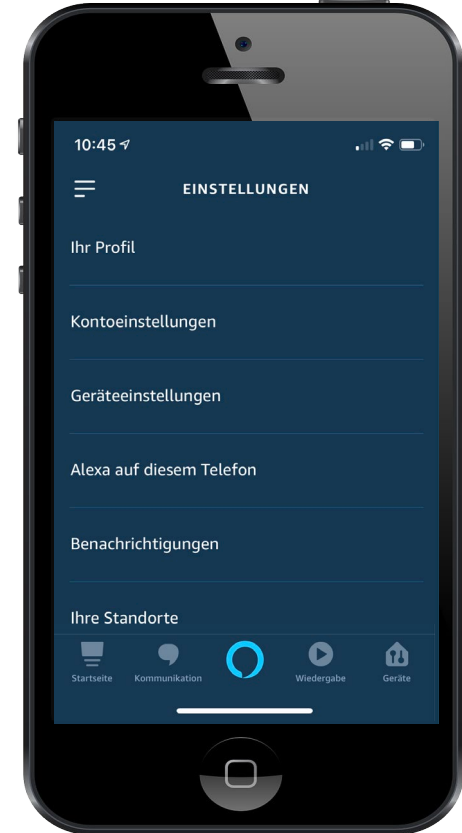 10:45
EINSTELLUNGEN
Ihr Profil
Kontoeinstellungen
Geräteeinstellungen
Alexa auf diesem Telefon
Benachrichtigungen
Ihre Standorte
Startseite Kommunikation Wiedergabe Geräte